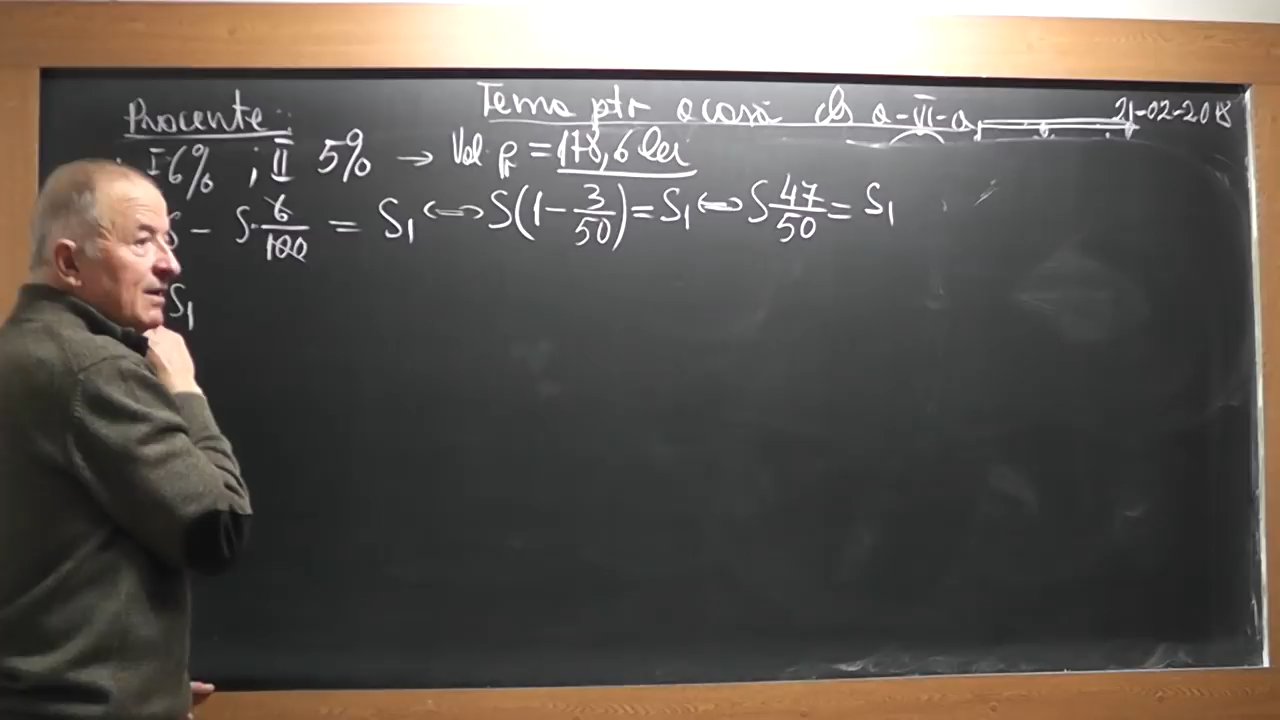 Procente: Tema ptr acasă cls a-VI-a 21-02-2018
I 6% ; II 5% → Val. pr = 178,6 lei
S - S·6/100 = S₁ ⟺ S(1 - 3/50) = S₁ ⟺ S 47/50 = S₁
S₁